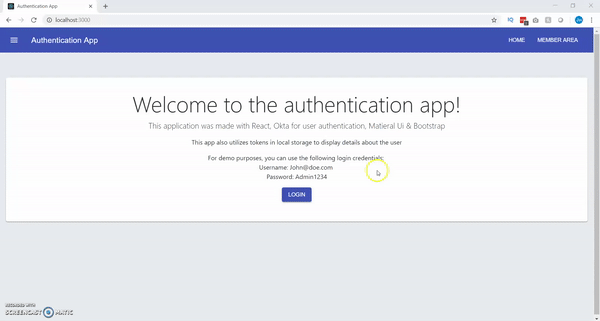 Authentication App
localhost:3000
Authentication App
HOME
MEMBER AREA
Welcome to the authentication app!
This application was made with React, Okta for user authentication, Matieral Ui & Bootstrap
This app also utilizes tokens in local storage to display details about the user
For demo purposes, you can use the following login credentials:
Username: John@doe.com
Password: Admin1234
LOGIN
RECORDED WITH
SCREENCAST MATIC